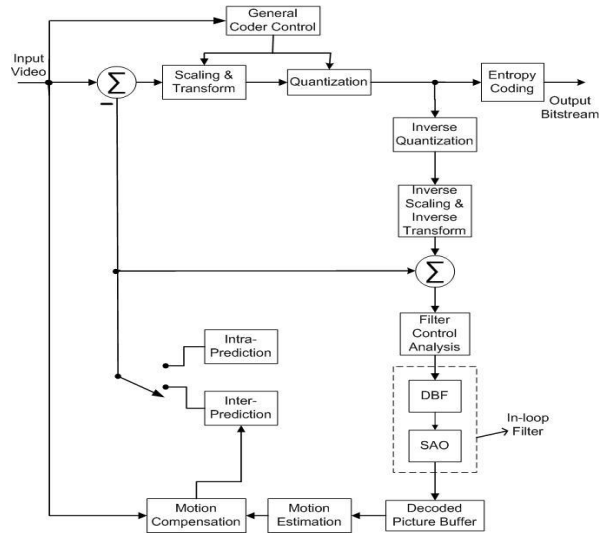 General
Coder Control
Input
Video
Σ
Scaling &
Transform
Quantization
Entropy
Coding
Output
Bitstream
Inverse
Quantization
Inverse
Scaling &
Inverse
Transform
Σ
Filter
Control
Analysis
Intra-
Prediction
Inter-
Prediction
DBF
SAO
In-loop
Filter
Motion
Compensation
Motion
Estimation
Decoded
Picture Buffer